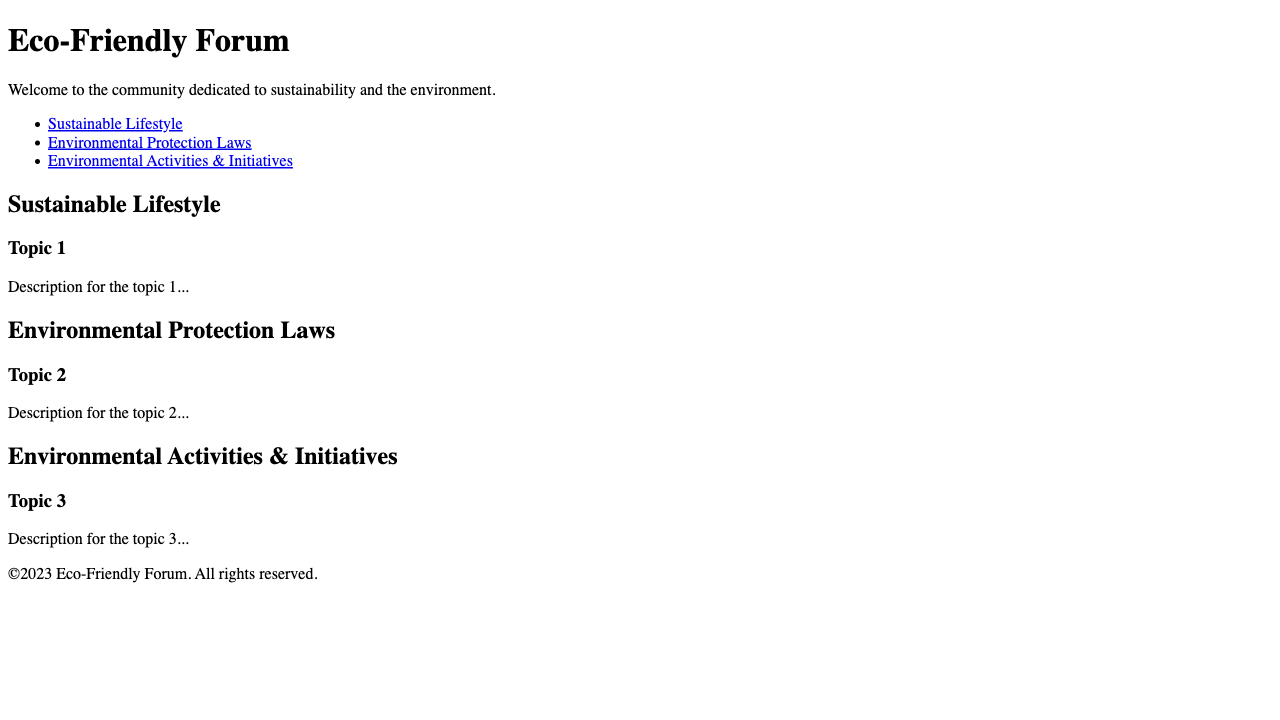 Eco-Friendly Forum
Welcome to the community dedicated to sustainability and the environment.
Sustainable Lifestyle
Environmental Protection Laws
Environmental Activities & Initiatives
Sustainable Lifestyle
Topic 1
Description for the topic 1...
Environmental Protection Laws
Topic 2
Description for the topic 2...
Environmental Activities & Initiatives
Topic 3
Description for the topic 3...
©2023 Eco-Friendly Forum. All rights reserved.